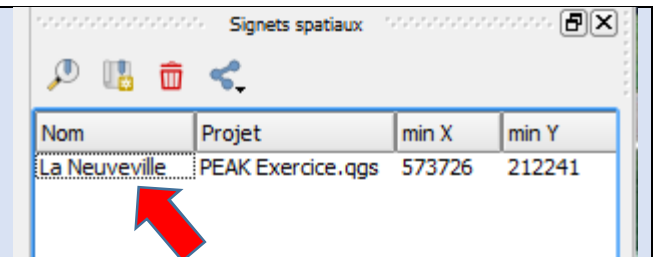 Signets spatiaux
Nom Projet min X min Y
La Neuveville PEAK Exercice.qgs 573726 212241